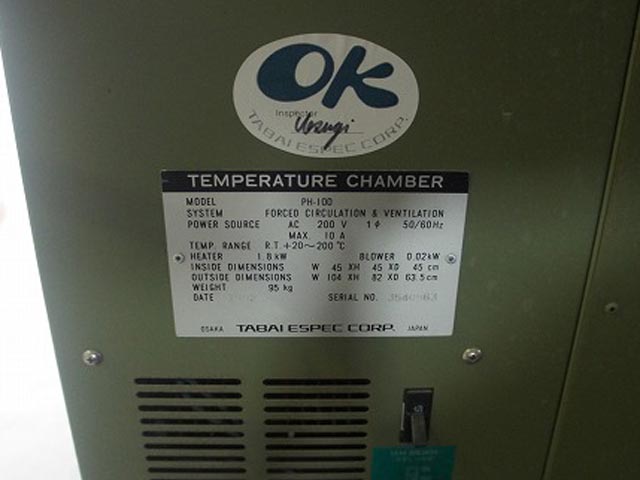 OK
Inspector
TABAI ESPEC CORP.
TEMPERATURE CHAMBER
MODEL PH-100
SYSTEM FORCED CIRCULATION & VENTILATION
POWER SOURCE AC 200 V 1φ 50/60Hz
MAX. 10 A
TEMP. RANGE R.T.+20~200℃
HEATER 1.8 kW BLOWER 0.02kW
INSIDE DIMENSIONS W 45 XH 45 XD 45 cm
OUTSIDE DIMENSIONS W 104 XH 82 XD 63.5 cm
WEIGHT 95 kg
DATE SERIAL NO.
OSAKA TABAI ESPEC CORP. JAPAN